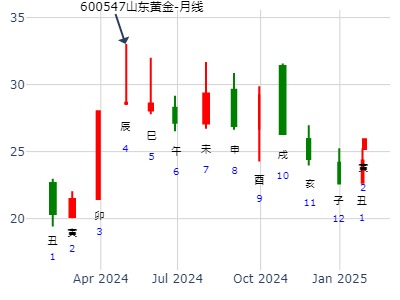 600547山东黄金-月线
35
30
25
20
丑
1
寅
2
卯
3
辰
4
巳
5
午
6
未
7
申
8
酉
9
戌
10
亥
11
子
12
丑
1
寅
2
Apr 2024
Jul 2024
Oct 2024
Jan 2025